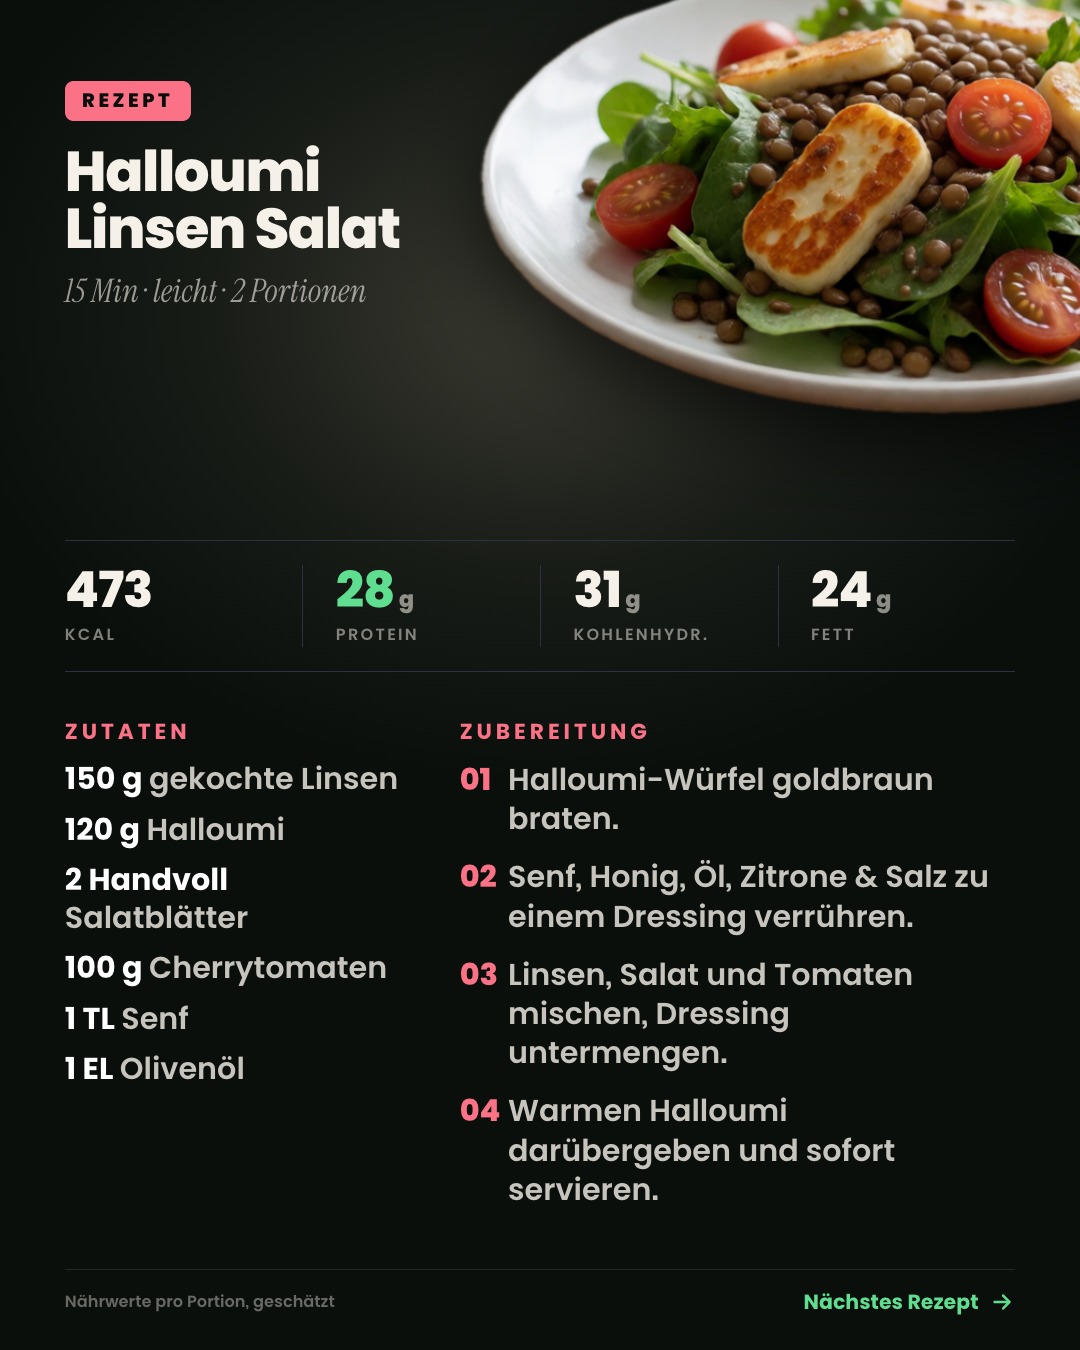 REZEPT
Halloumi
Linsen Salat
15 Min · leicht · 2 Portionen
473
KCAL
28 g
PROTEIN
31 g
KOHLENHYDR.
24 g
FETT
ZUTATEN
150 g gekochte Linsen
120 g Halloumi
2 Handvoll
Salatblätter
100 g Cherrytomaten
1 TL Senf
1 EL Olivenöl
ZUBEREITUNG
01 Halloumi-Würfel goldbraun
braten.
02 Senf, Honig, Öl, Zitrone & Salz zu
einem Dressing verrühren.
03 Linsen, Salat und Tomaten
mischen, Dressing
untermengen.
04 Warmen Halloumi
darübergeben und sofort
servieren.
Nährwerte pro Portion, geschätzt
Nächstes Rezept →